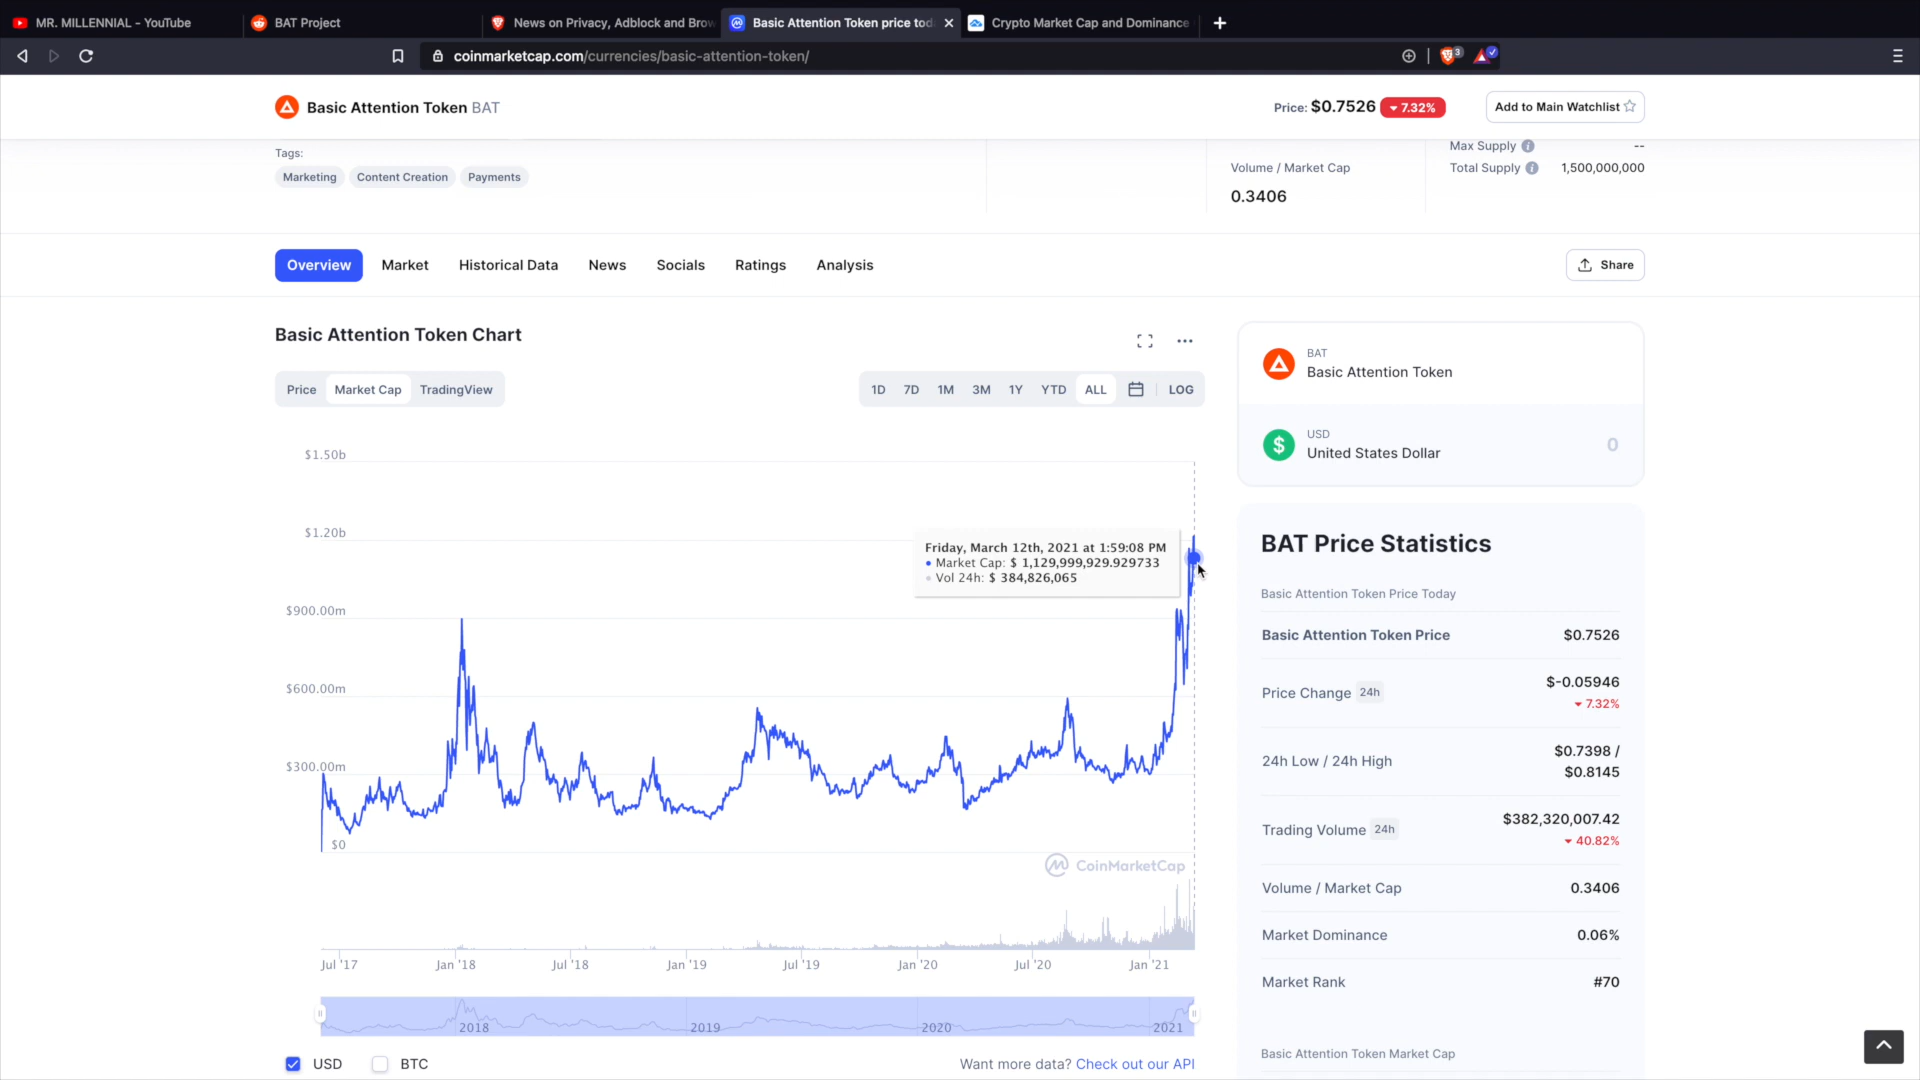 MR. MILLENNIAL - YouTube
BAT Project
News on Privacy, Adblock and Brow
Basic Attention Token price tod
Crypto Market Cap and Dominance
coinmarketcap.com/currencies/basic-attention-token/
3
Basic Attention Token BAT
Price: $0.7526 7.32%
Add to Main Watchlist
Tags:
Marketing Content Creation Payments
Volume / Market Cap
0.3406
Max Supply --
Total Supply 1,500,000,000
Overview Market Historical Data News Socials Ratings Analysis
Share
Basic Attention Token Chart
Price Market Cap TradingView
1D 7D 1M 3M 1Y YTD ALL LOG
$1.50b
$1.20b
$900.00m
$600.00m
$300.00m
$0
Friday, March 12th, 2021 at 1:59:08 PM
Market Cap: $ 1,129,999,929.929733
Vol 24h: $ 384,826,065
CoinMarketCap
Jul '17 Jan '18 Jul '18 Jan '19 Jul '19 Jan '20 Jul '20 Jan '21
2018 2019 2020 2021
USD BTC
Want more data? Check out our API
BAT
Basic Attention Token
USD
United States Dollar
0
BAT Price Statistics
Basic Attention Token Price Today
Basic Attention Token Price $0.7526
Price Change 24h $-0.05946
7.32%
24h Low / 24h High $0.7398 /
$0.8145
Trading Volume 24h $382,320,007.42
40.82%
Volume / Market Cap 0.3406
Market Dominance 0.06%
Market Rank #70
Basic Attention Token Market Cap